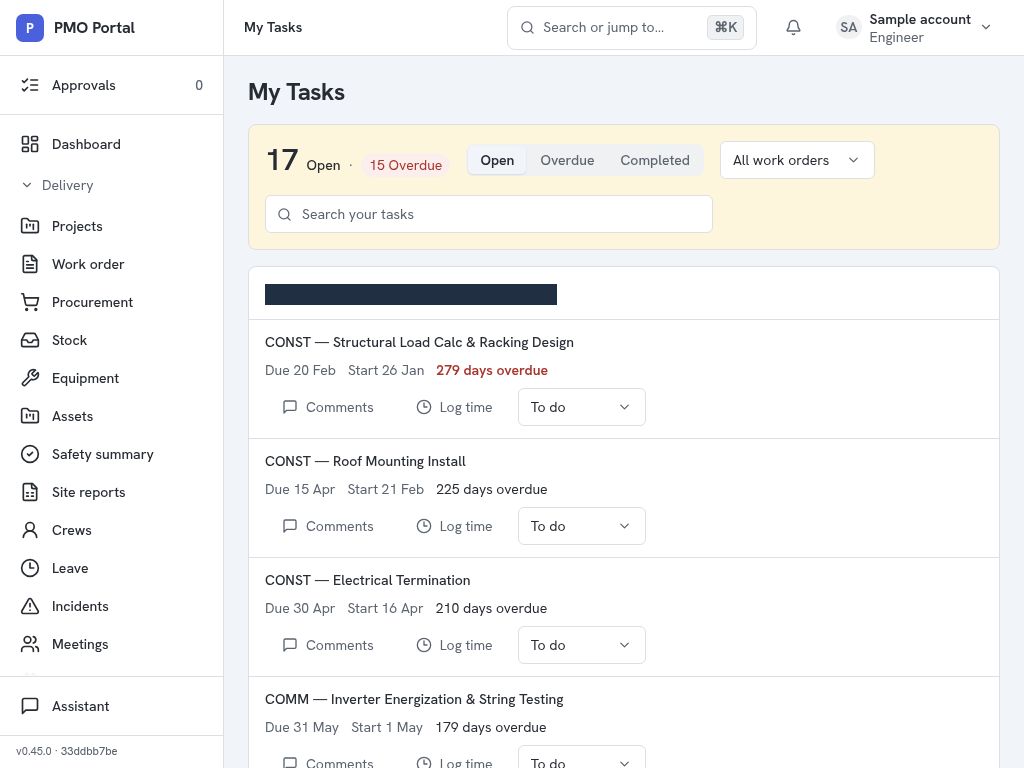 P PMO Portal
My Tasks
Search or jump to...
⌘K
SA
Sample account
Engineer
Approvals 0
Dashboard
Delivery
Projects
Work order
Procurement
Stock
Equipment
Assets
Safety summary
Site reports
Crews
Leave
Incidents
Meetings
Assistant
v0.45.0 · 33ddbb7be
My Tasks
17 Open · 15 Overdue
Open Overdue Completed
All work orders
Search your tasks
CONST — Structural Load Calc & Racking Design
Due 20 Feb Start 26 Jan 279 days overdue
Comments Log time To do
CONST — Roof Mounting Install
Due 15 Apr Start 21 Feb 225 days overdue
Comments Log time To do
CONST — Electrical Termination
Due 30 Apr Start 16 Apr 210 days overdue
Comments Log time To do
COMM — Inverter Energization & String Testing
Due 31 May Start 1 May 179 days overdue
Comments Log time To do